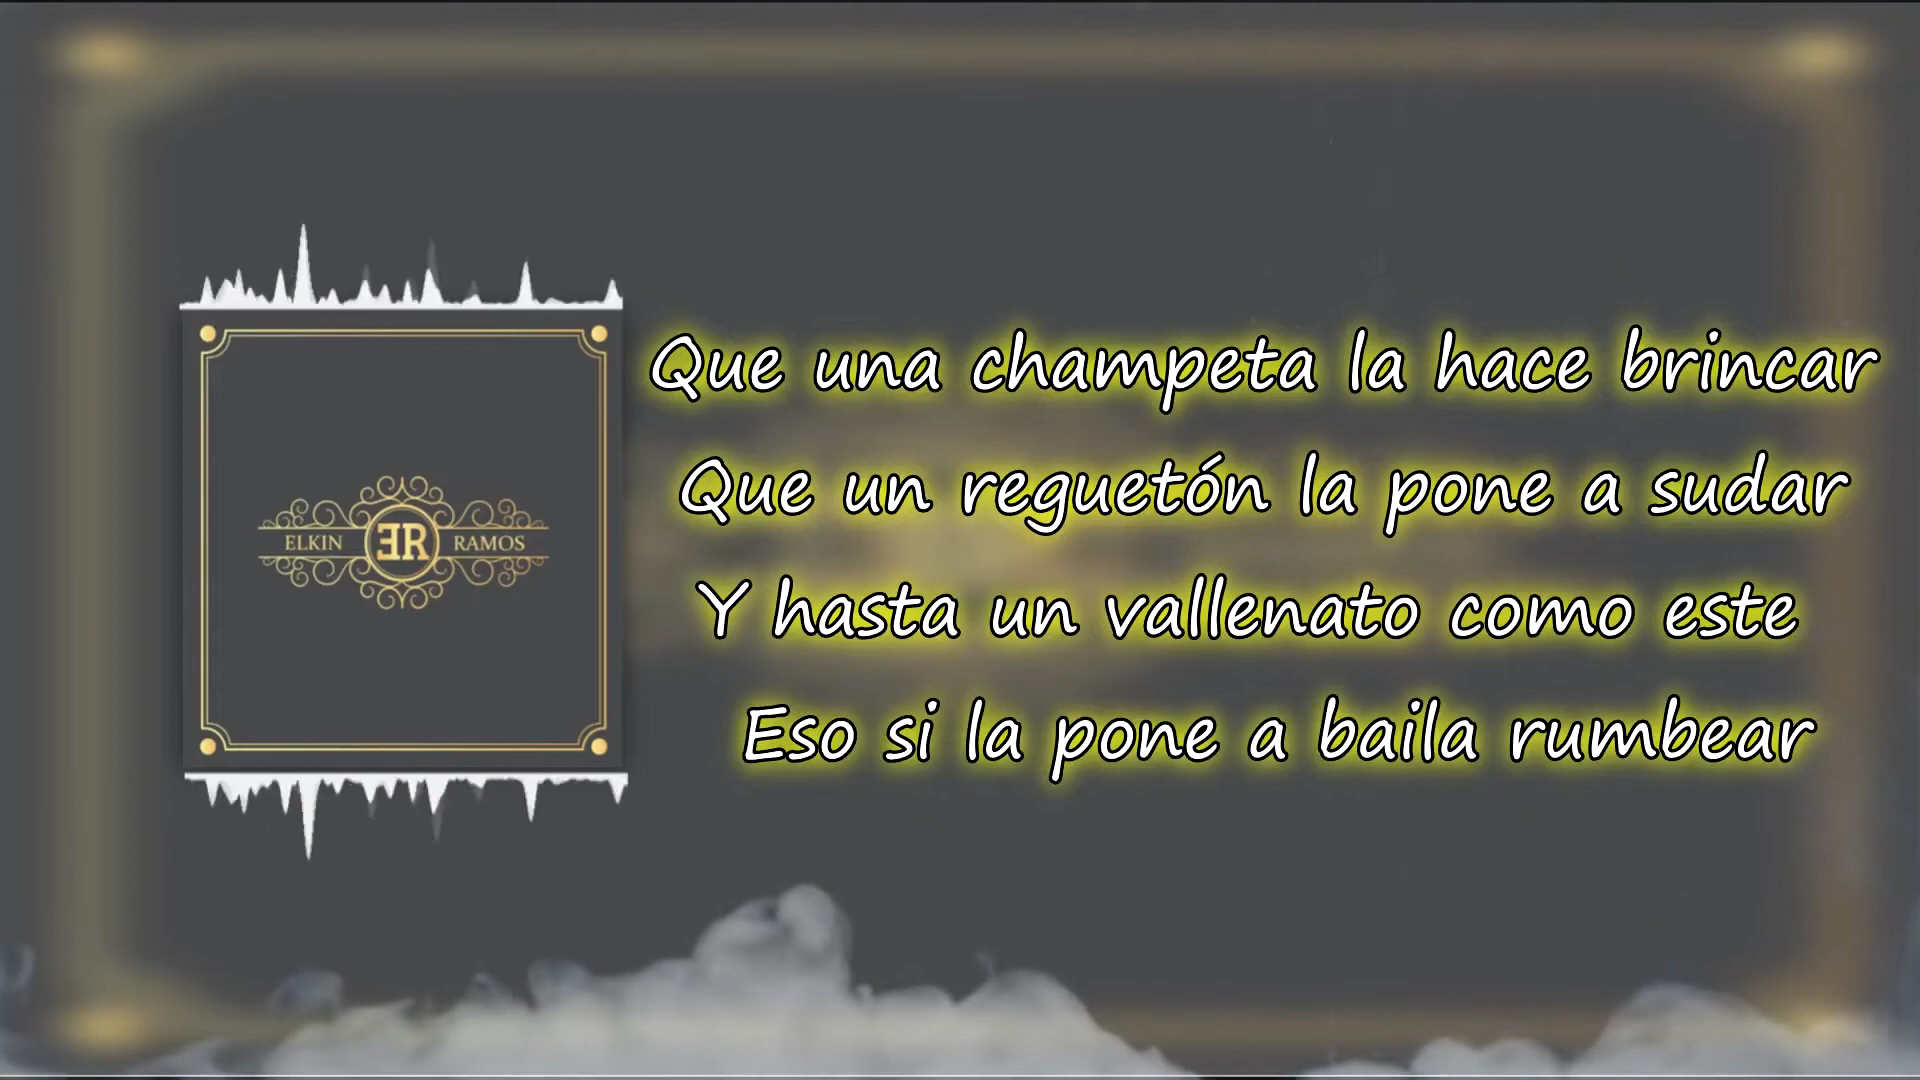 Que una champeta la hace brincar
Que un reguetón la pone a sudar
Y hasta un vallenato como este
Eso si la pone a baila rumbear
ELKIN ER RAMOS